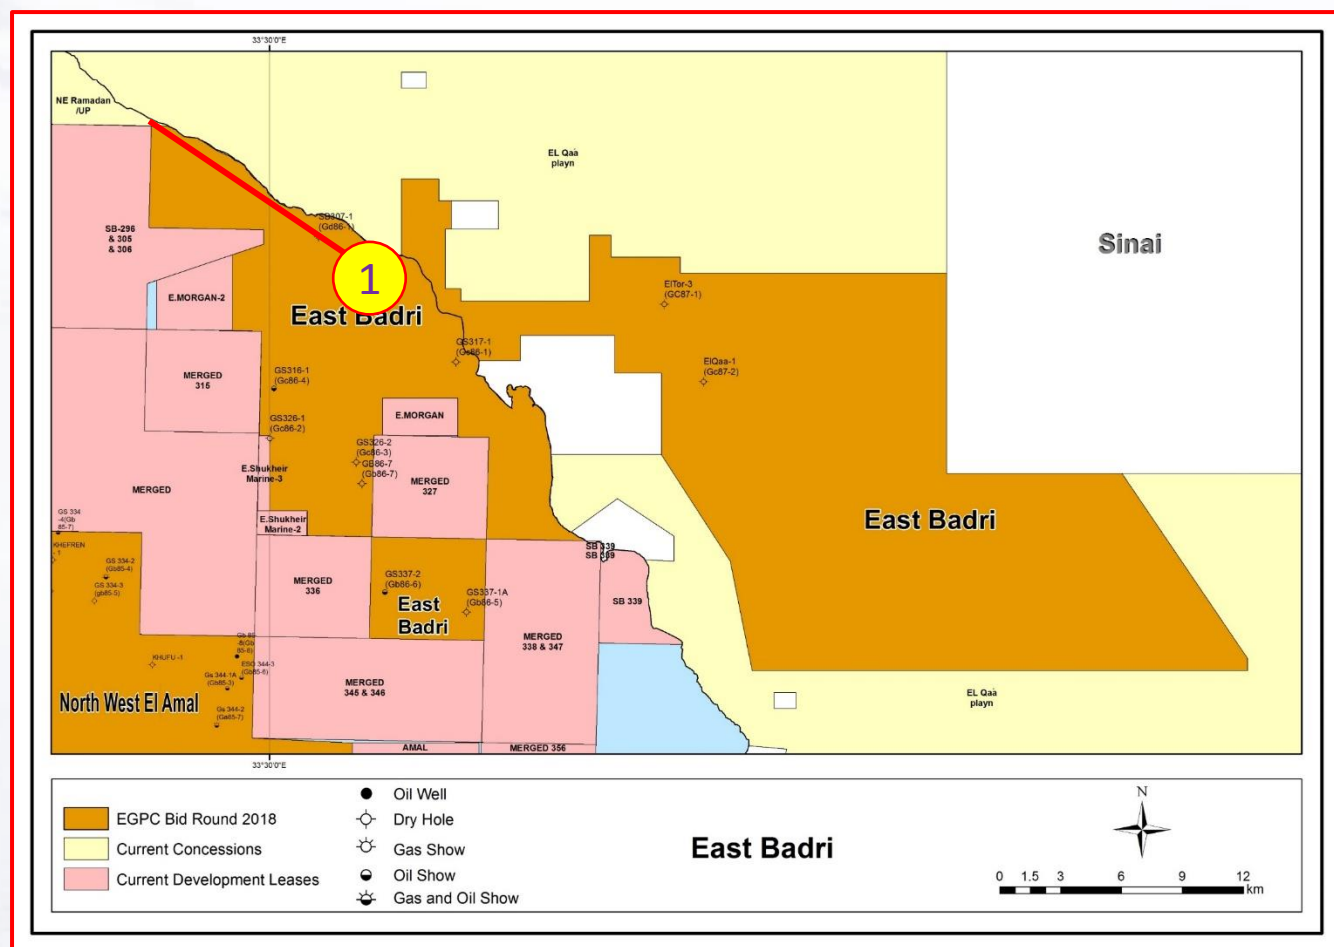 33°30'0"E
NE Ramadan
/UP
EL Qaa
playn
Sinai
SB-296
& 305
& 306
SB307-1
(Gd86-1)
1
E.MORGAN-2
East Badri
ElTor-3
(GC87-1)
GS317-1
(Gc86-1)
ElQaa-1
(Gc87-2)
MERGED
315
GS316-1
(Gc86-4)
E.MORGAN
GS326-1
(Gc86-2)
GS326-2
(Gc86-3)
GB86-7
(Gb86-7)
E.Shukheir
Marine-3
MERGED
MERGED
327
GS 334
-4(Gb
85-7)
E.Shukheir
Marine-2
East Badri
KHEFREN
- 1
GS 334-2
(Gb85-4)
GS 334-3
(gb85-5)
MERGED
336
GS337-2
(Gb86-6)
East
Badri
GS337-1A
(Gb86-5)
SB 339
SB 339
SB 339
MERGED
338 & 347
KHUFU -1
ESO 344-3
(Gb85-6)
Gs 344-1A
(Gb85-3)
Gs 344-2
(Ga85-7)
North West El Amal
MERGED
345 & 346
EL Qaa
playn
AMAL
MERGED 356
33°30'0"E
EGPC Bid Round 2018
Current Concessions
Current Development Leases
Oil Well
Dry Hole
Gas Show
Oil Show
Gas and Oil Show
East Badri
N
0 1.5 3 6 9 12
km